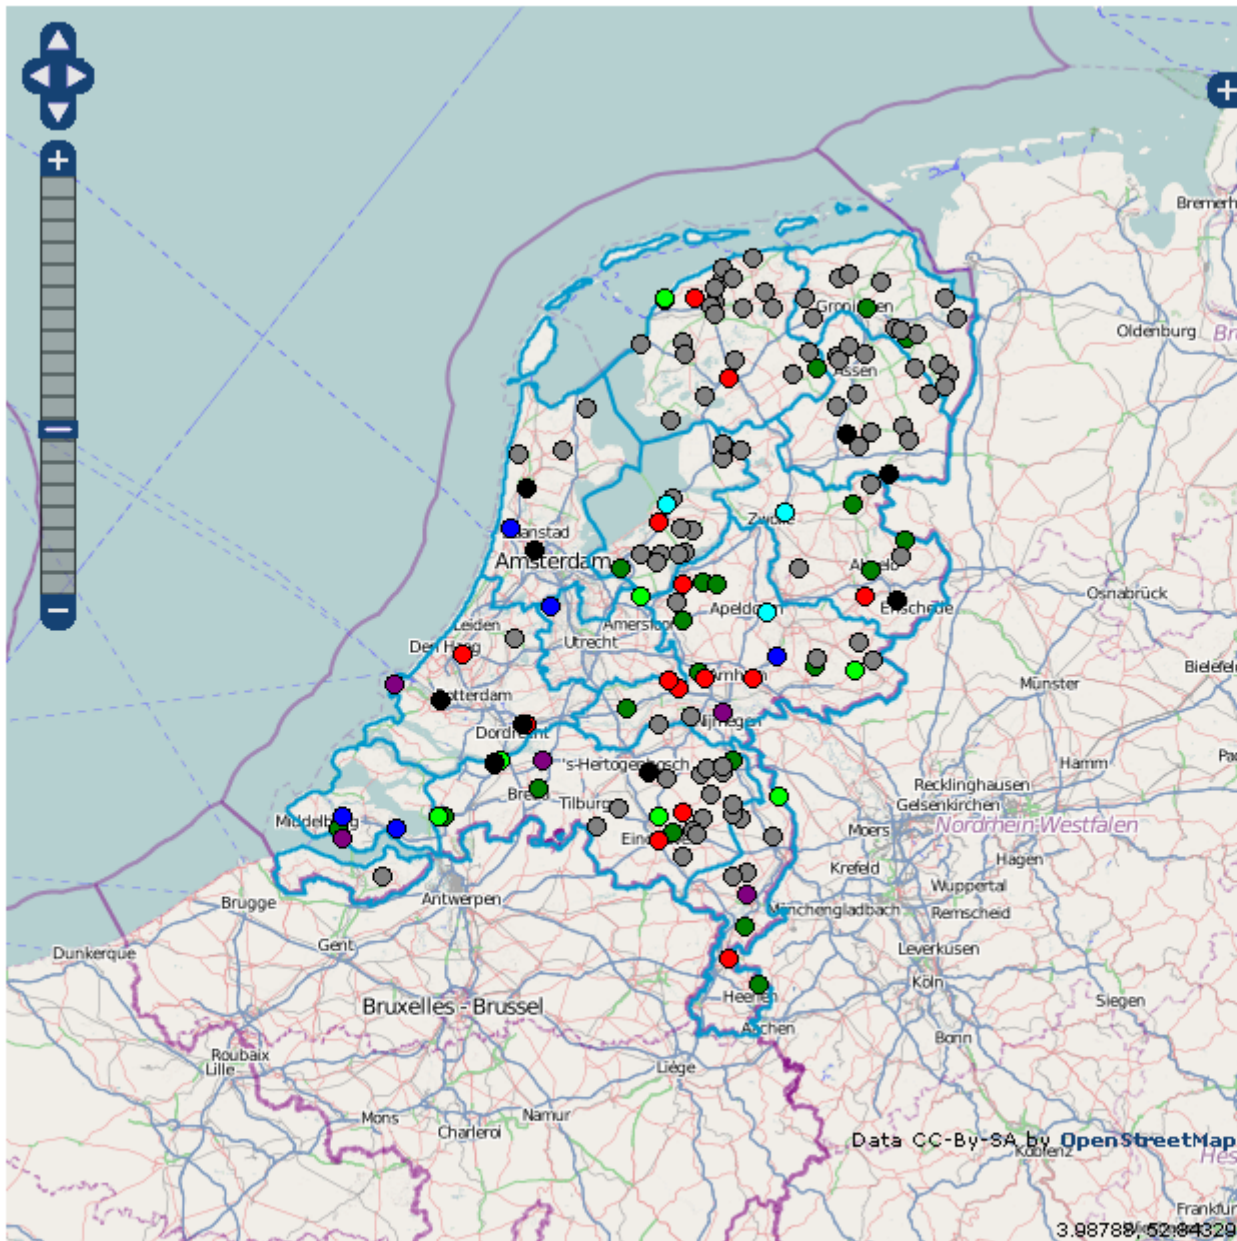 +
Bremerh
Groningen
Oldenburg
Assen
Zwolle
Zaanstad
Amsterdam
Almelo
Osnabrück
Enschede
Apeldoorn
Leiden
Amersfoort
Utrecht
Den Haag
Bielefeld
Arnhem
Münster
Rotterdam
Nijmegen
Dordrecht
's-Hertogenbosch
Hamm
Recklinghausen
Breda
Tilburg
Gelsenkirchen
Middelburg
Nordrhein-Westfalen
Moers
Hagen
Krefeld
Wuppertal
Brugge
Antwerpen
Mönchengladbach
Remscheid
Gent
Leverkusen
Dunkerque
Köln
Heerlen
Siegen
Bruxelles - Brussel
Aachen
Bonn
Roubaix
Lille
Liège
Mons
Namur
Charleroi
Data CC-By-SA by OpenStreetMap
Koblenz
Hes
Frankfur